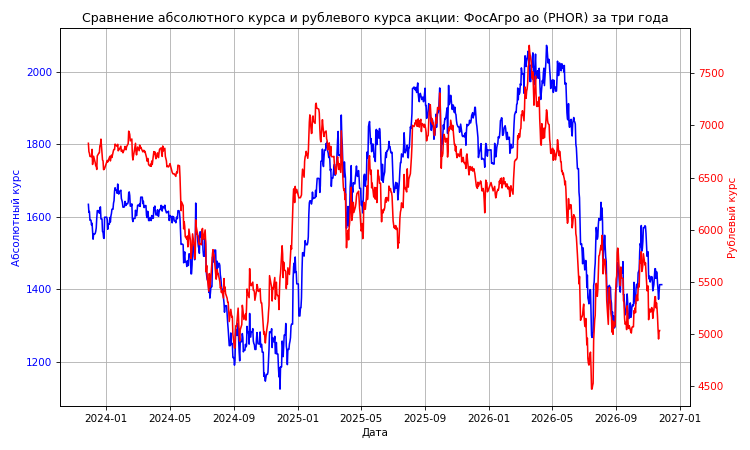 Сравнение абсолютного курса и рублевого курса акции: ФосАгро ао (PHOR) за три года
Абсолютный курс
2000
1800
1600
1400
1200
7500
7000
6500
6000
5500
5000
4500
Рублевый курс
2024-01 2024-05 2024-09 2025-01 2025-05 2025-09 2026-01 2026-05 2026-09 2027-01
Дата